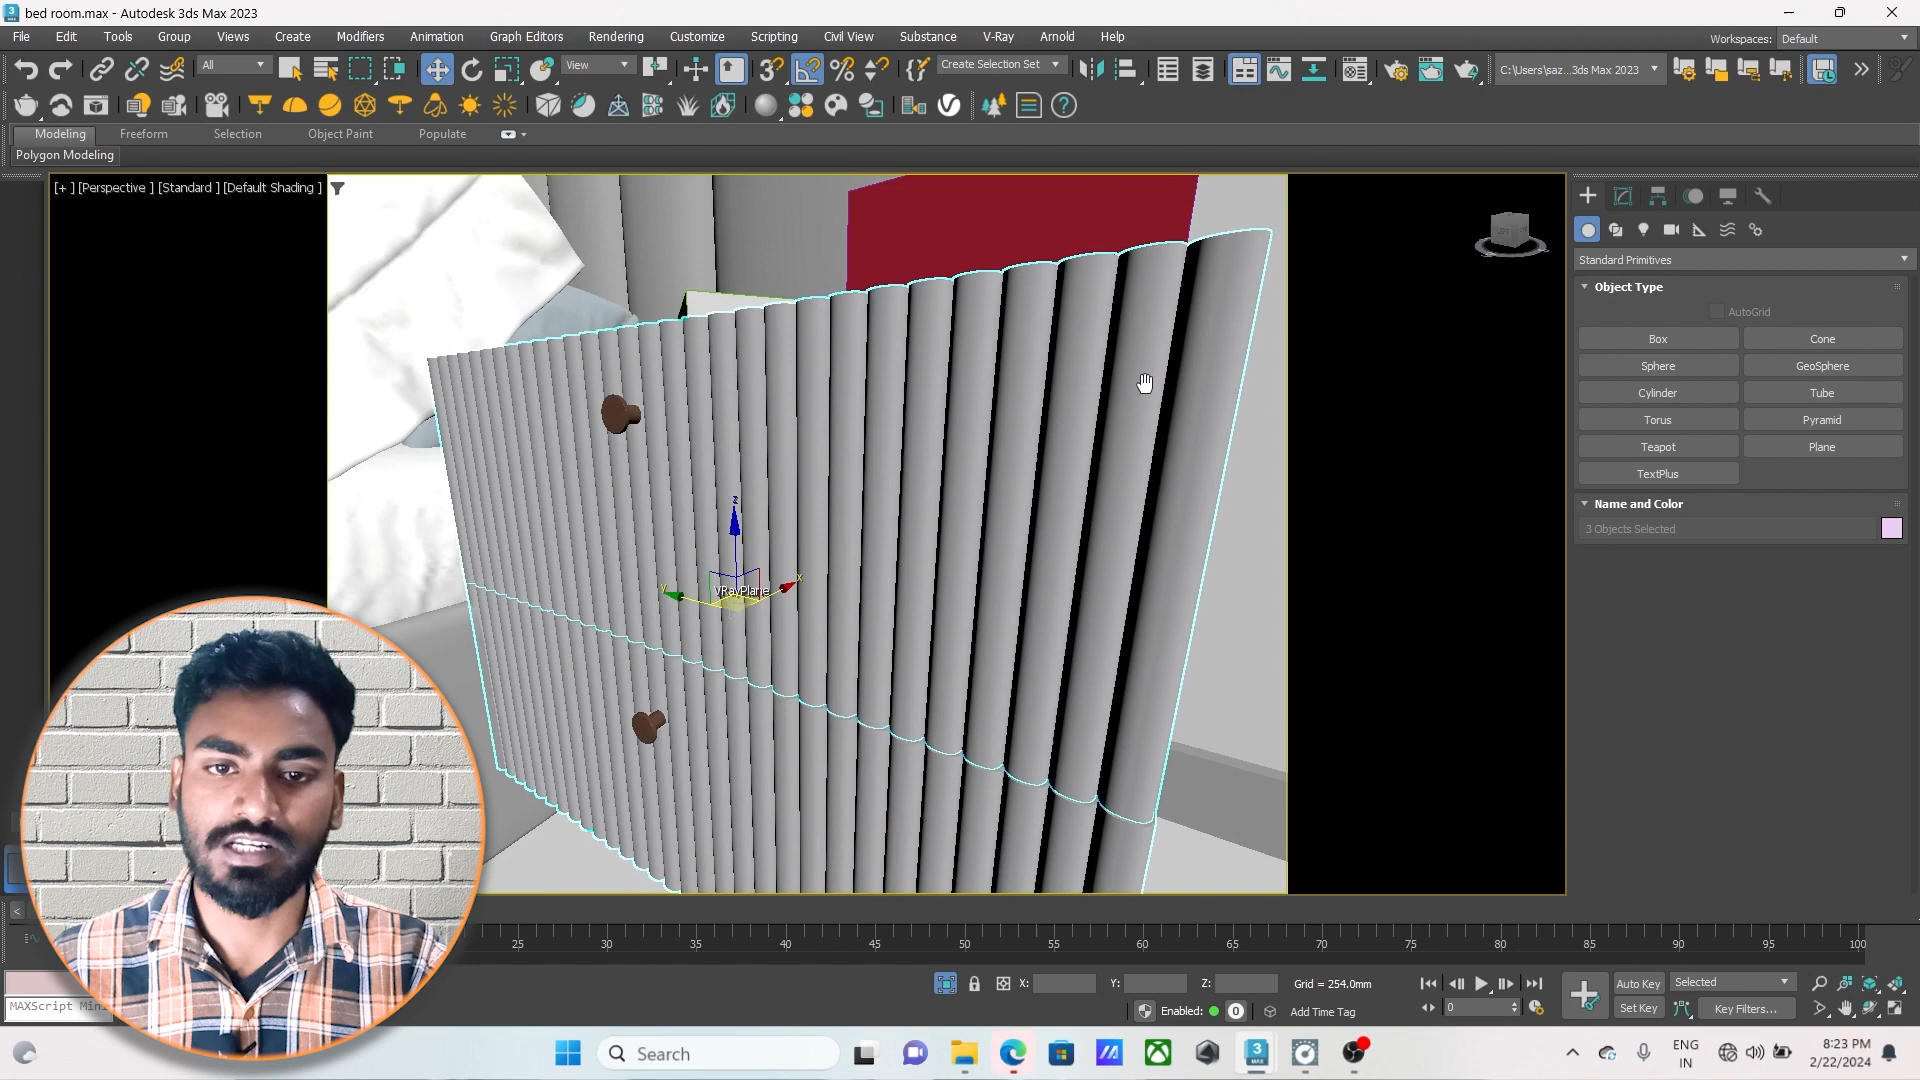 bed room.max - Autodesk 3ds Max 2023
File Edit Tools Group Views Create Modifiers Animation Graph Editors Rendering Customize Scripting Civil View Substance V-Ray Arnold Help
Workspaces: Default
All View Create Selection Set C:\Users\saz...3ds Max 2023
Modeling Freeform Selection Object Paint Populate
Polygon Modeling
[+ ] [Perspective ] [Standard ] [Default Shading ]
Standard Primitives
Object Type
AutoGrid
Box Cone
Sphere GeoSphere
Cylinder Tube
Torus Pyramid
Teapot Plane
TextPlus
Name and Color
3 Objects Selected
z
x
y
VRayPlane
25 30 35 40 45 50 55 60 65 70 75 80 85 90 95 100
X: Y: Z: Grid = 254.0mm
Auto Key Selected
MAXScript Min
Enabled: 0 Add Time Tag
0
Set Key Key Filters...
Search
3
MAX
ENG
IN
8:23 PM
2/22/2024